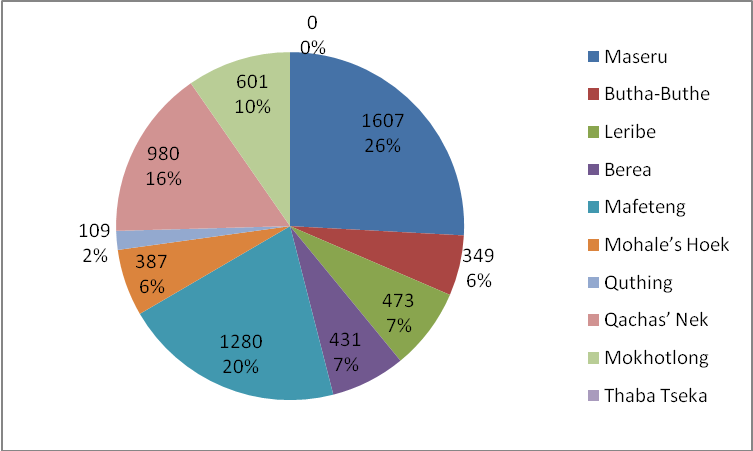 0
0%
1607
26%
349
6%
473
7%
431
7%
1280
20%
387
6%
109
2%
980
16%
601
10%
Maseru
Butha-Buthe
Leribe
Berea
Mafeteng
Mohale’s Hoek
Quthing
Qachas’ Nek
Mokhotlong
Thaba Tseka